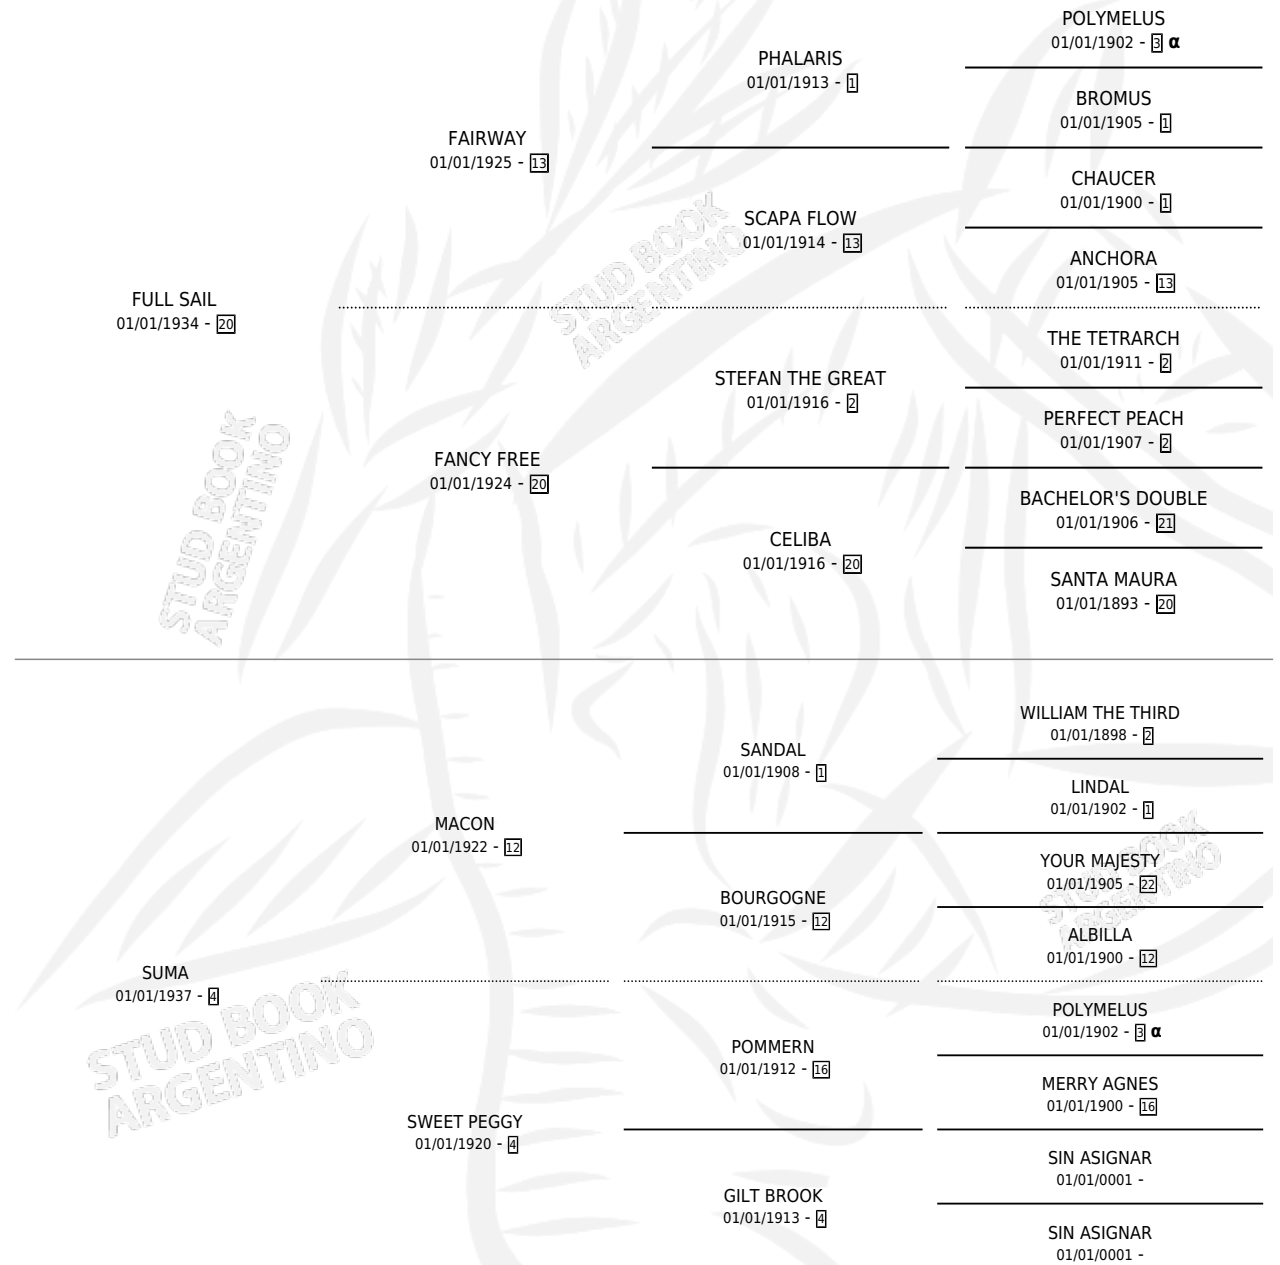 POLYMELUS
01/01/1902 - 3 α
PHALARIS
01/01/1913 - 1
BROMUS
01/01/1905 - 1
FAIRWAY
01/01/1925 - 13
CHAUCER
01/01/1900 - 1
SCAPA FLOW
01/01/1914 - 13
ANCHORA
01/01/1905 - 13
FULL SAIL
01/01/1934 - 20
THE TETRARCH
01/01/1911 - 2
STEFAN THE GREAT
01/01/1916 - 2
PERFECT PEACH
01/01/1907 - 2
FANCY FREE
01/01/1924 - 20
BACHELOR'S DOUBLE
01/01/1906 - 21
CELIBA
01/01/1916 - 20
SANTA MAURA
01/01/1893 - 20
WILLIAM THE THIRD
01/01/1898 - 2
SANDAL
01/01/1908 - 1
LINDAL
01/01/1902 - 1
MACON
01/01/1922 - 12
YOUR MAJESTY
01/01/1905 - 22
BOURGOGNE
01/01/1915 - 12
ALBILLA
01/01/1900 - 12
SUMA
01/01/1937 - 4
POLYMELUS
01/01/1902 - 3 α
POMMERN
01/01/1912 - 16
MERRY AGNES
01/01/1900 - 16
SWEET PEGGY
01/01/1920 - 4
SIN ASIGNAR
01/01/0001 -
GILT BROOK
01/01/1913 - 4
SIN ASIGNAR
01/01/0001 -
STUD BOOK
ARGENTINO
STUD BOOK
ARGENTINO
STUD BOOK
ARGENTINO
STUD BOOK
ARGENTINO